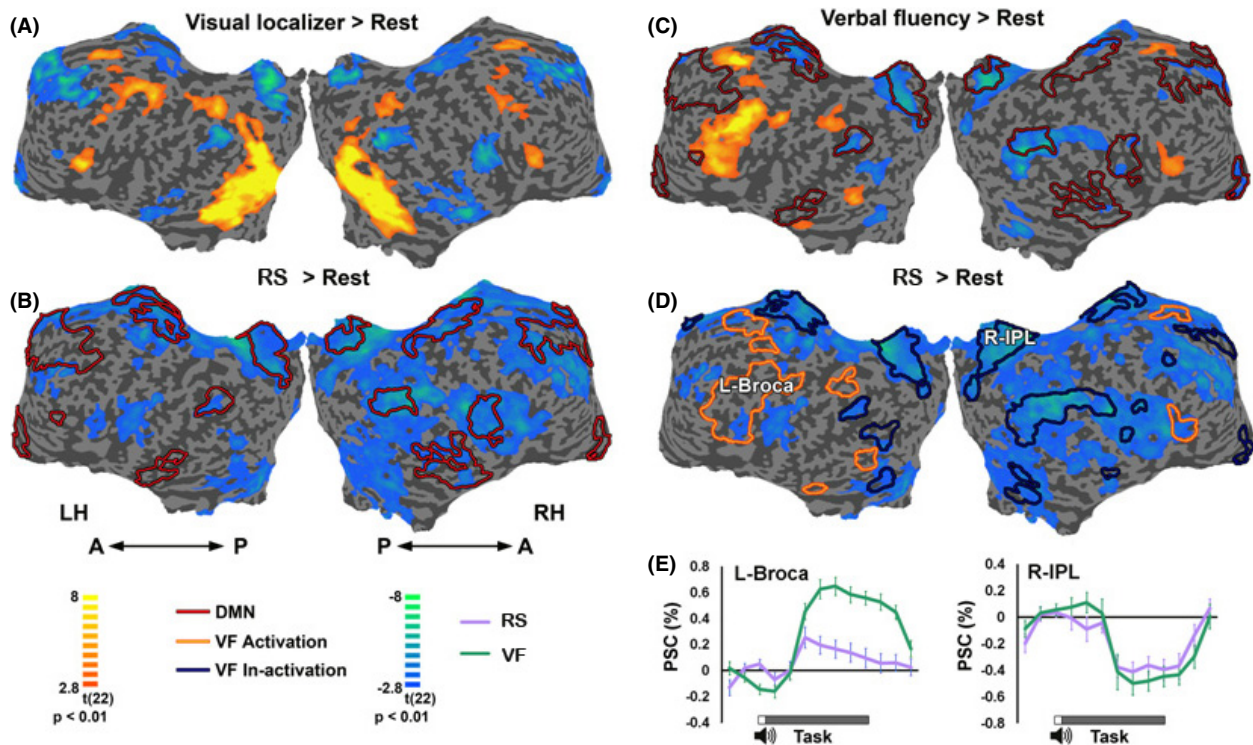 (A)
Visual localizer > Rest
(C)
Verbal fluency > Rest
(B)
RS > Rest
(D)
RS > Rest
R-IPL
L-Broca
LH
RH
A
P
P
A
8
2.8
t(22)
p < 0.01
DMN
VF Activation
VF In-activation
-8
-2.8
t(22)
p < 0.01
RS
VF
(E)
L-Broca
PSC (%)
0.8
0.6
0.4
0.2
0
-0.2
-0.4
Task
R-IPL
PSC (%)
0.4
0.2
0
-0.2
-0.4
-0.6
-0.8
Task